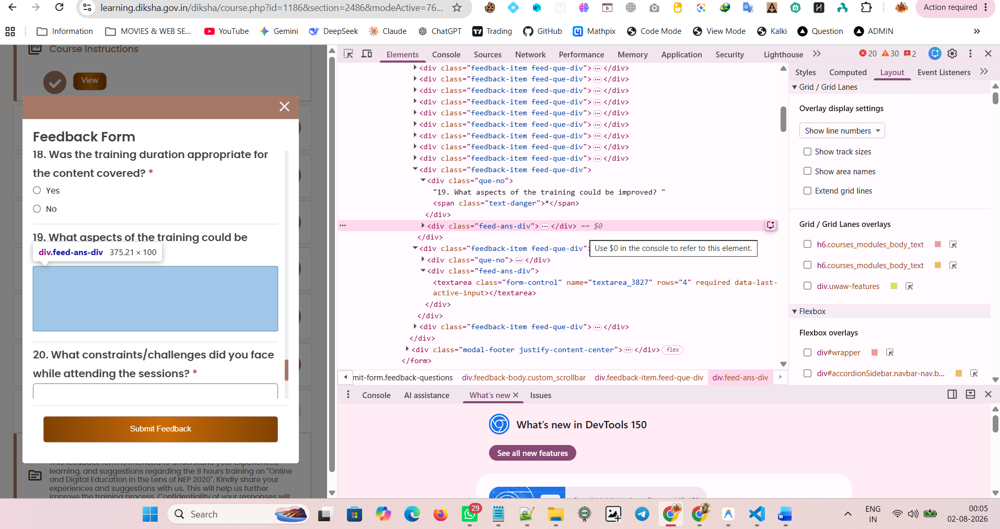 learning.diksha.gov.in/diksha/course.php?id=1186&section=2486&modeActive=76...
Action required
Information
MOVIES & WEB SE...
YouTube
Gemini
DeepSeek
Claude
ChatGPT
Trading
GitHub
Mathpix
Code Mode
View Mode
Kalki
Question
ADMIN
Course Instructions
View
Feedback Form
18. Was the training duration appropriate for
the content covered? *
Yes
No
19. What aspects of the training could be
div.feed-ans-div 375.21 × 100
20. What constraints/challenges did you face
while attending the sessions? *
Submit Feedback
This feedback form is intended to understand your experiences,
learning, and suggestions regarding the 8 hours training on "Online
and Digital Education in the Lens of NEP 2020". Kindly share your
experiences and suggestions with us. This will help us further
improve the training process. Confidentiality of your responses will
Elements
Console
Sources
Network
Performance
Memory
Application
Security
Lighthouse
20
30
2
<div class="feedback-item feed-que-div"> ... </div>
<div class="feedback-item feed-que-div"> ... </div>
<div class="feedback-item feed-que-div"> ... </div>
<div class="feedback-item feed-que-div"> ... </div>
<div class="feedback-item feed-que-div"> ... </div>
<div class="feedback-item feed-que-div"> ... </div>
<div class="feedback-item feed-que-div"> ... </div>
<div class="feedback-item feed-que-div"> ... </div>
<div class="feedback-item feed-que-div"> ... </div>
<div class="feedback-item feed-que-div">
<div class="que-no">
"19. What aspects of the training could be improved? "
<span class="text-danger">*</span>
</div>
<div class="feed-ans-div"> ... </div> == $0
</div>
<div class="feedback-item feed-que-div">
Use $0 in the console to refer to this element.
<div class="que-no"> ... </div>
<div class="feed-ans-div">
<textarea class="form-control" name="textarea_3827" rows="4" required data-last-
active-input></textarea>
</div>
</div>
<div class="feedback-item feed-que-div"> ... </div>
</div>
<div class="modal-footer justify-content-center"> ... </div> flex
</form>
mit-form.feedback-questions
div.feedback-body.custom_scrollbar
div.feedback-item.feed-que-div
div.feed-ans-div
Styles
Computed
Layout
Event Listeners
Grid / Grid Lanes
Overlay display settings
Show line numbers
Show track sizes
Show area names
Extend grid lines
Grid / Grid Lanes overlays
h6.courses_modules_body_text
h6.courses_modules_body_text
div.uwaw-features
Flexbox
Flexbox overlays
div#wrapper
div#accordionSidebar.navbar-nav.b...
Console
AI assistance
What's new
Issues
What's new in DevTools 150
See all new features
Search
29
ENG
IN
00:05
02-08-2026